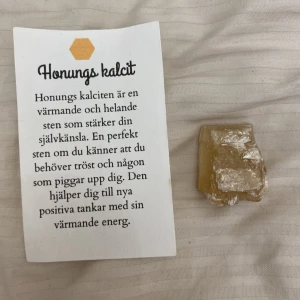 Honungs kalcit
Honungs kalciten är en
värmande och helande
sten som stärker din
självkänsla. En perfekt
sten om du känner att du
behöver tröst och någon
som piggar upp dig. Den
hjälper dig till nya
positiva tankar med sin
värmande energ.